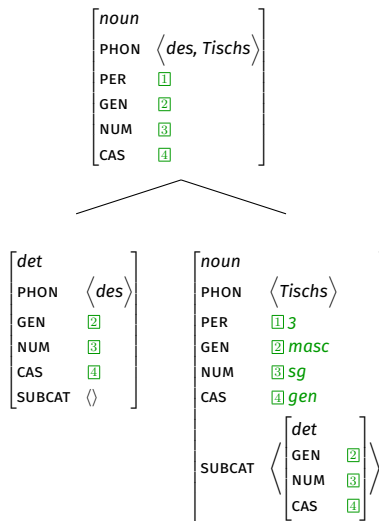 noun
PHON ⟨des, Tischs⟩
PER 1
GEN 2
NUM 3
CAS 4
det
PHON ⟨des⟩
GEN 2
NUM 3
CAS 4
SUBCAT ⟨⟩
noun
PHON ⟨Tischs⟩
PER 1 3
GEN 2 masc
NUM 3 sg
CAS 4 gen
SUBCAT ⟨
det
GEN 2
NUM 3
CAS 4
⟩